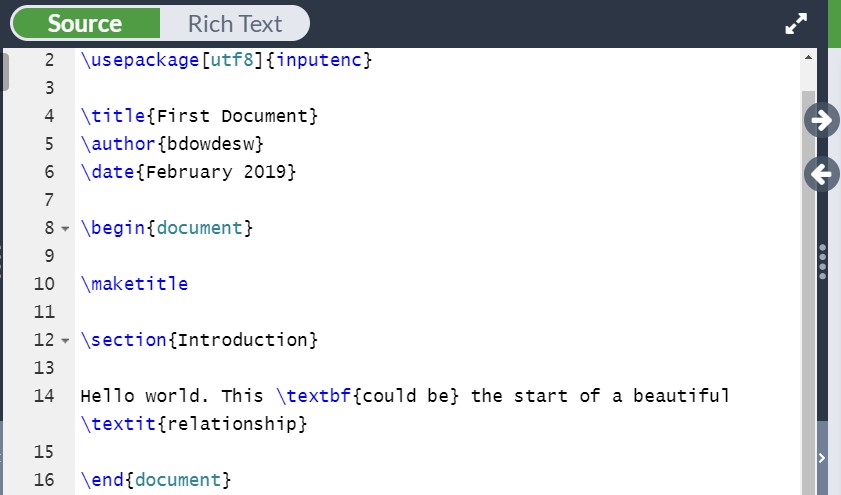 Source Rich Text
2 \usepackage[utf8]{inputenc}
3
4 \title{First Document}
5 \author{bdowdesw}
6 \date{February 2019}
7
8 \begin{document}
9
10 \maketitle
11
12 \section{Introduction}
13
14 Hello world. This \textbf{could be} the start of a beautiful
\textit{relationship}
15
16 \end{document}